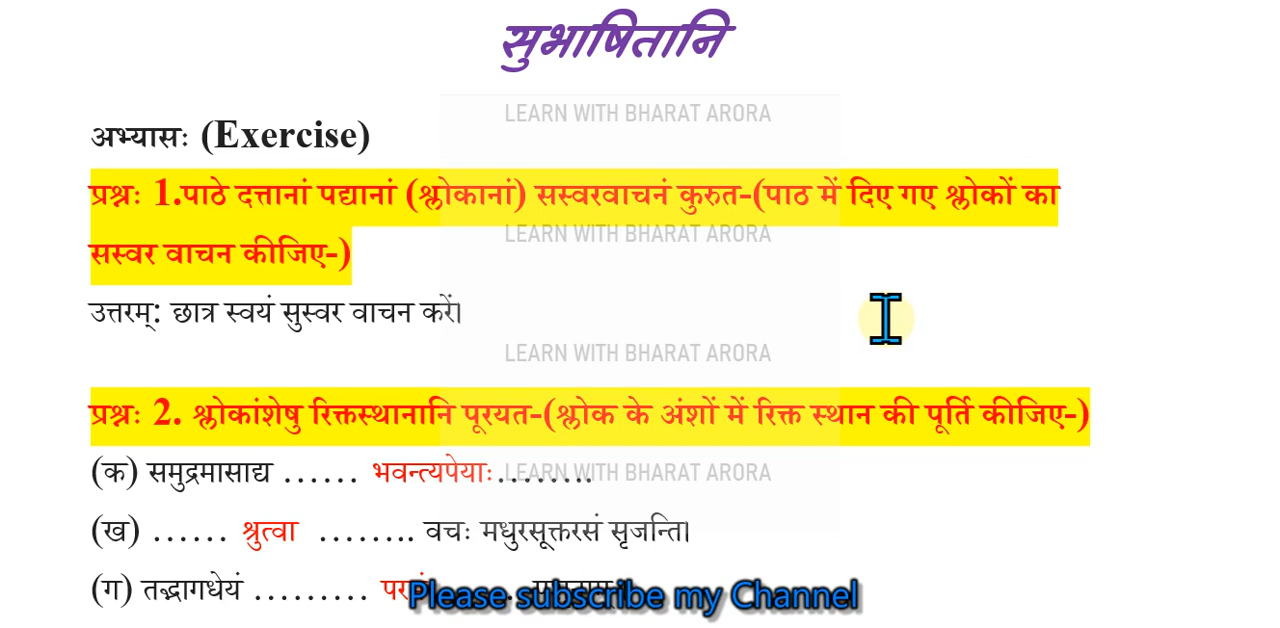 सुभाषितानि
LEARN WITH BHARAT ARORA
अभ्यासः (Exercise)
प्रश्नः 1.पाठे दत्तानां पद्यानां (श्लोकानां) सस्वरवाचनं कुरुत-(पाठ में दिए गए श्लोकों का
LEARN WITH BHARAT ARORA
सस्वर वाचन कीजिए-)
उत्तरम्: छात्र स्वयं सुस्वर वाचन करें।
LEARN WITH BHARAT ARORA
प्रश्नः 2. श्लोकांशेषु रिक्तस्थानानि पूरयत-(श्लोक के अंशों में रिक्त स्थान की पूर्ति कीजिए-)
(क) समुद्रमासाद्य ...... भवन्त्यपेयाः........
LEARN WITH BHARAT ARORA
(ख) ...... श्रुत्वा ........ वचः मधुरसूक्तरसं सृजन्ति।
(ग) तद्भागधेयं .........
Please subscribe my Channel